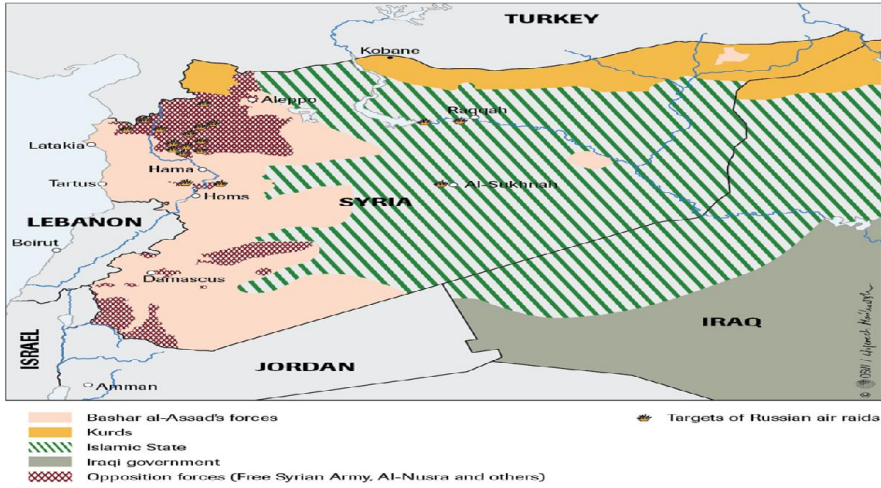 TURKEY
Kobane
Aleppo
Raqqah
Latakia
Hama
Tartus
Al-Sukhnah
Homs
SYRIA
LEBANON
Beirut
Damascus
IRAQ
ISRAEL
JORDAN
Amman
Bashar al-Assad's forces
Targets of Russian air raids
Kurds
Islamic State
Iraqi government
Opposition forces (Free Syrian Army, Al-Nusra and others)